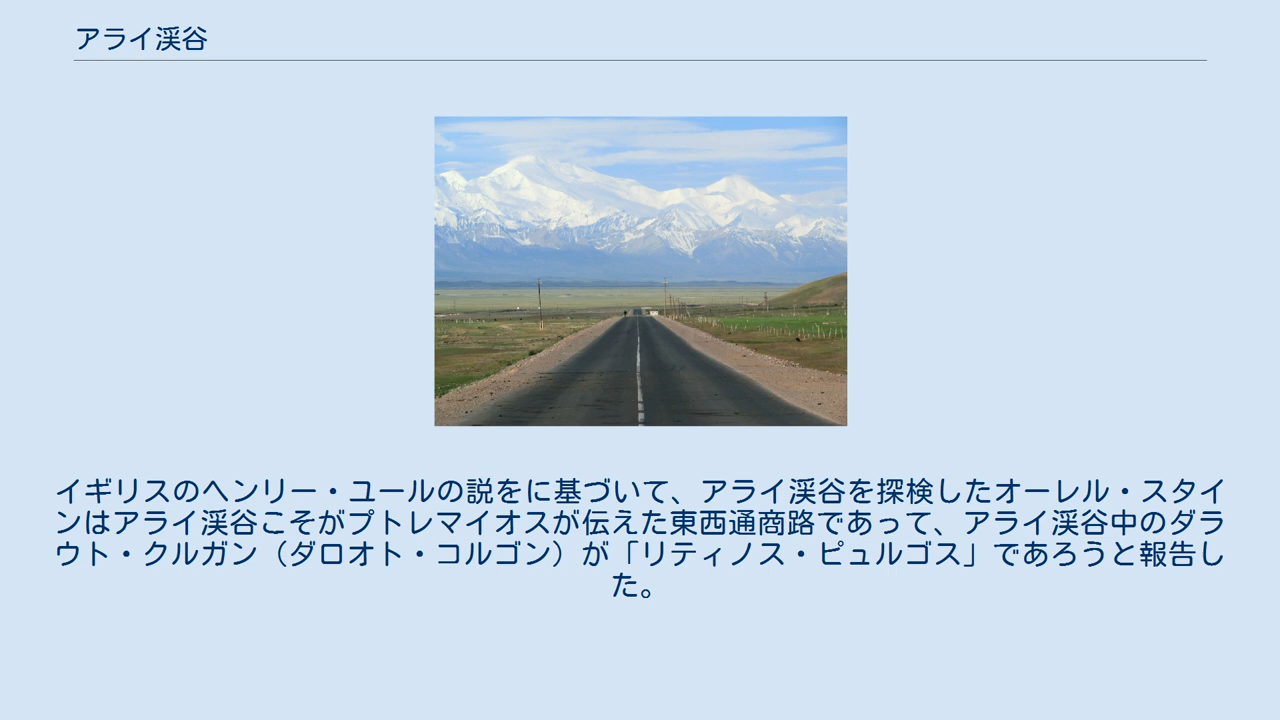 アライ渓谷
イギリスのヘンリー・ユールの説をに基づいて、アライ渓谷を探検したオーレル・スタイ
ンはアライ渓谷こそがプトレマイオスが伝えた東西通商路であって、アライ渓谷中のダラ
ウト・クルガン（ダロオト・コルゴン）が「リティノス・ピュルゴス」であろうと報告し
た。